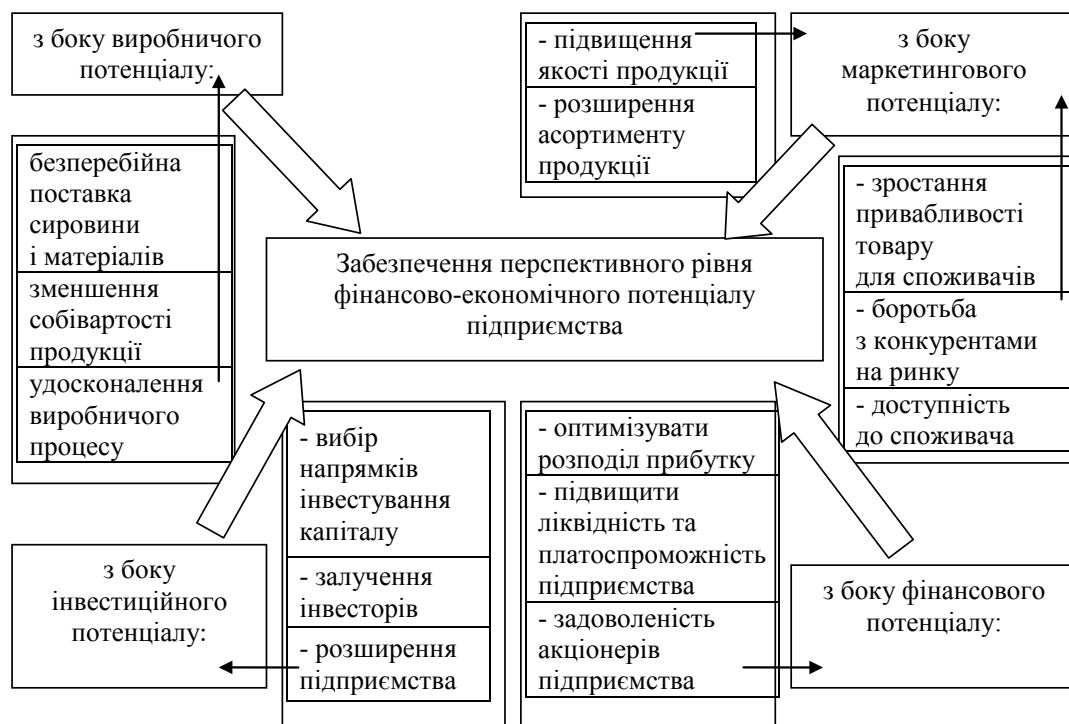 з боку виробничого
потенціалу:
- підвищення
якості продукції
- розширення
асортименту
продукції
з боку
маркетингового
потенціалу:
безперебійна
поставка
сировини
і матеріалів
зменшення
собівартості
продукції
удосконалення
виробничого
процесу
Забезпечення перспективного рівня
фінансово-економічного потенціалу
підприємства
- зростання
привабливості
товару
для споживачів
- боротьба
з конкурентами
на ринку
- доступність
до споживача
з боку
інвестиційного
потенціалу:
- вибір
напрямків
інвестування
капіталу
- залучення
інвесторів
- розширення
підприємства
- оптимізувати
розподіл прибутку
- підвищити
ліквідність та
платоспроможність
підприємства
- задоволеність
акціонерів
підприємства
з боку фінансового
потенціалу: